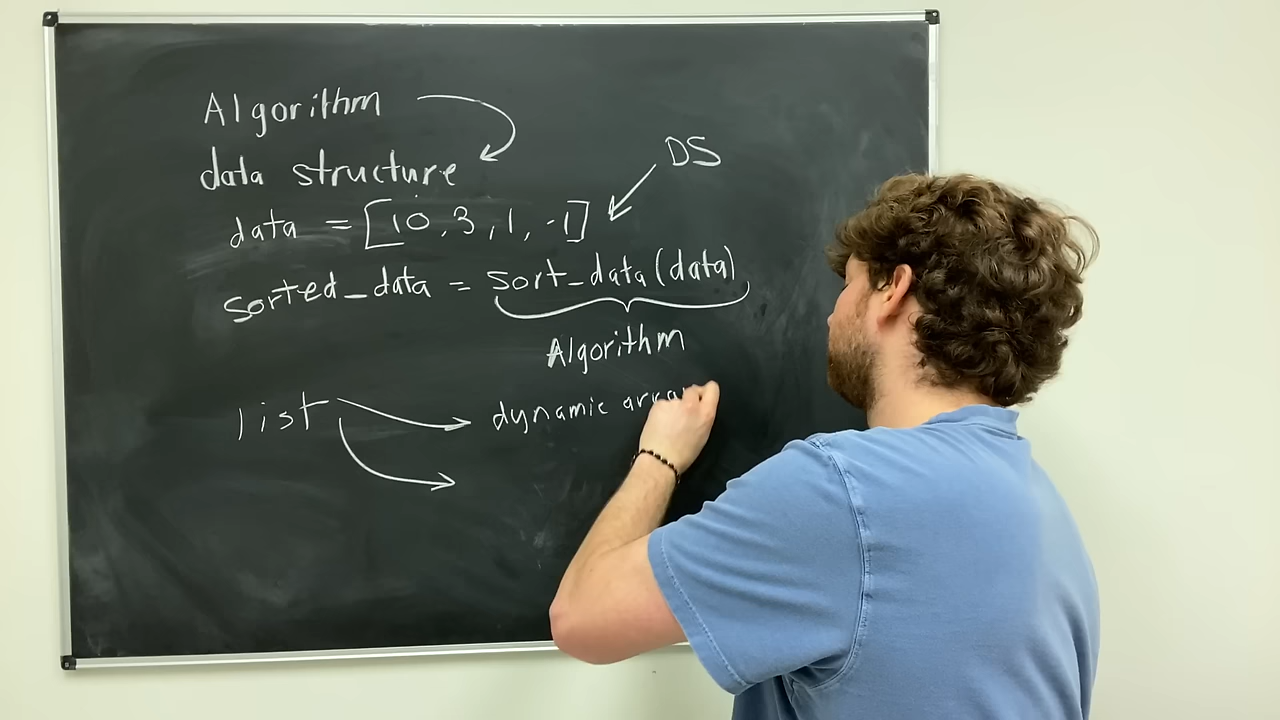 Algorithm
data structure
DS
data = [10, 3, 1, -1]
sorted_data = sort_data(data)
Algorithm
list
dynamic